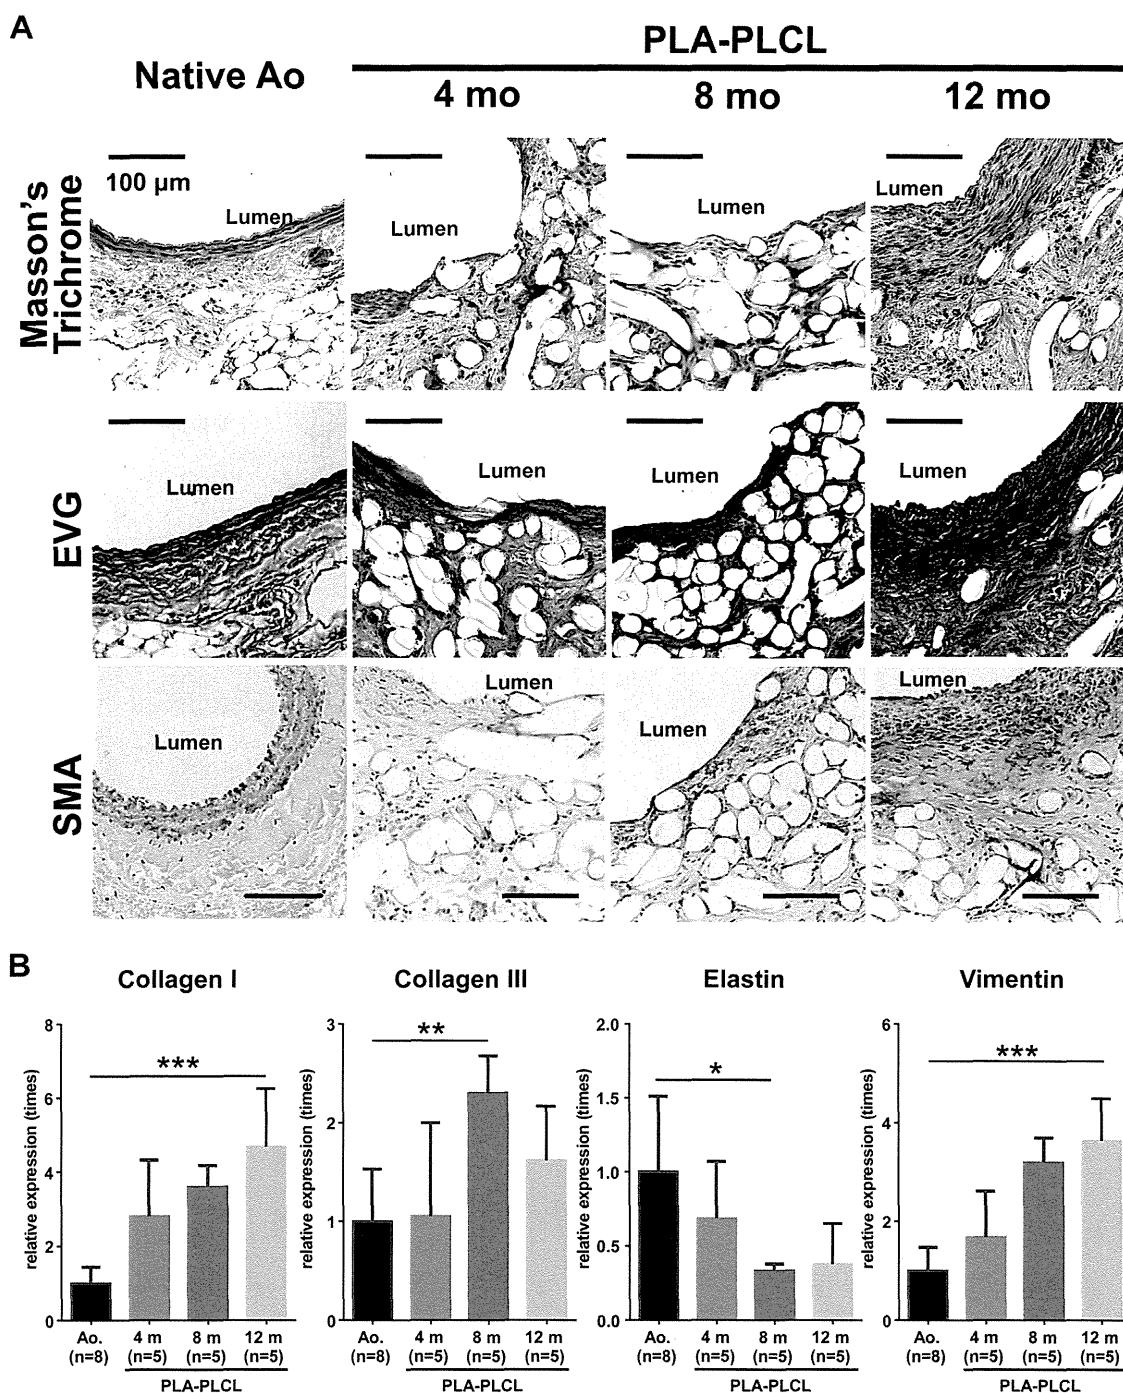 A
PLA-PLCL
Native Ao
4 mo
8 mo
12 mo
Masson's
Trichrome
100 µm
Lumen
Lumen
Lumen
Lumen
EVG
Lumen
Lumen
Lumen
Lumen
SMA
Lumen
Lumen
Lumen
Lumen
B
Collagen I
relative expression (times)
8
6
4
2
0
***
Ao.
(n=8)
4 m
(n=5)
8 m
(n=5)
12 m
(n=5)
PLA-PLCL
Collagen III
relative expression (times)
3
2
1
0
**
Ao.
(n=8)
4 m
(n=5)
8 m
(n=5)
12 m
(n=5)
PLA-PLCL
Elastin
relative expression (times)
2.0
1.5
1.0
0.5
0.0
*
Ao.
(n=8)
4 m
(n=5)
8 m
(n=5)
12 m
(n=5)
PLA-PLCL
Vimentin
relative expression (times)
6
4
2
0
***
Ao.
(n=8)
4 m
(n=5)
8 m
(n=5)
12 m
(n=5)
PLA-PLCL